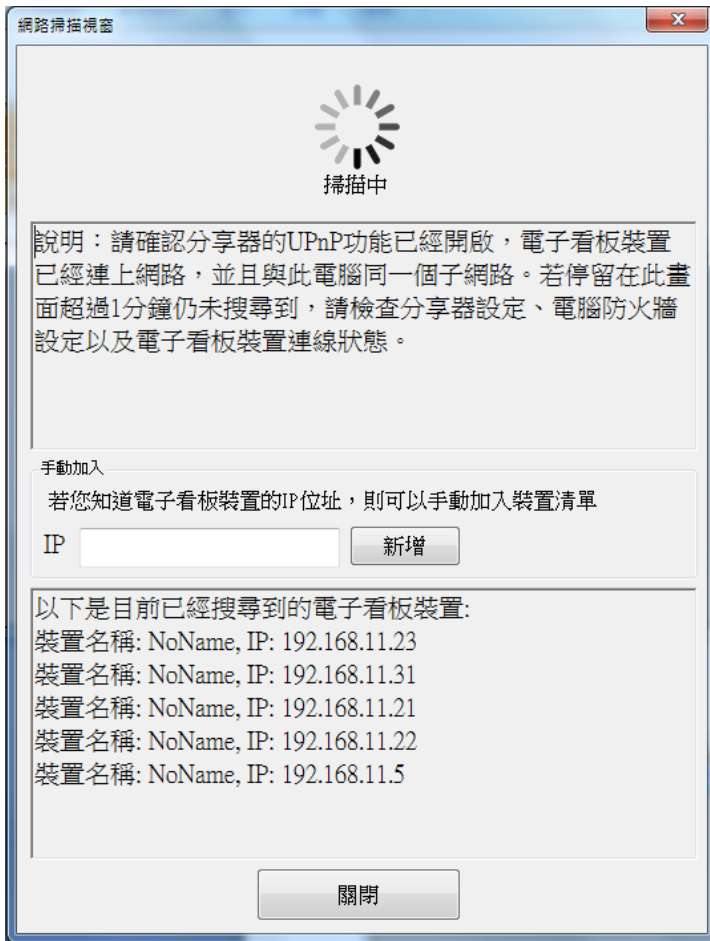 網路掃描視窗
掃描中
說明：請確認分享器的UPnP功能已經開啟，電子看板裝置
已經連上網路，並且與此電腦同一個子網路。若停留在此畫
面超過1分鐘仍未搜尋到，請檢查分享器設定、電腦防火牆
設定以及電子看板裝置連線狀態。
手動加入
若您知道電子看板裝置的IP位址，則可以手動加入裝置清單
IP
新增
以下是目前已經搜尋到的電子看板裝置:
裝置名稱: NoName, IP: 192.168.11.23
裝置名稱: NoName, IP: 192.168.11.31
裝置名稱: NoName, IP: 192.168.11.21
裝置名稱: NoName, IP: 192.168.11.22
裝置名稱: NoName, IP: 192.168.11.5
關閉